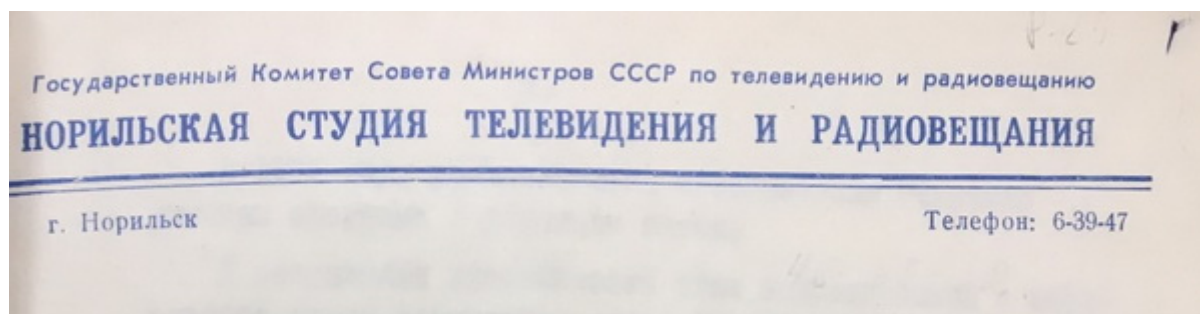 Государственный Комитет Совета Министров СССР по телевидению и радиовещанию
НОРИЛЬСКАЯ СТУДИЯ ТЕЛЕВИДЕНИЯ И РАДИОВЕЩАНИЯ
г. Норильск Телефон: 6-39-47